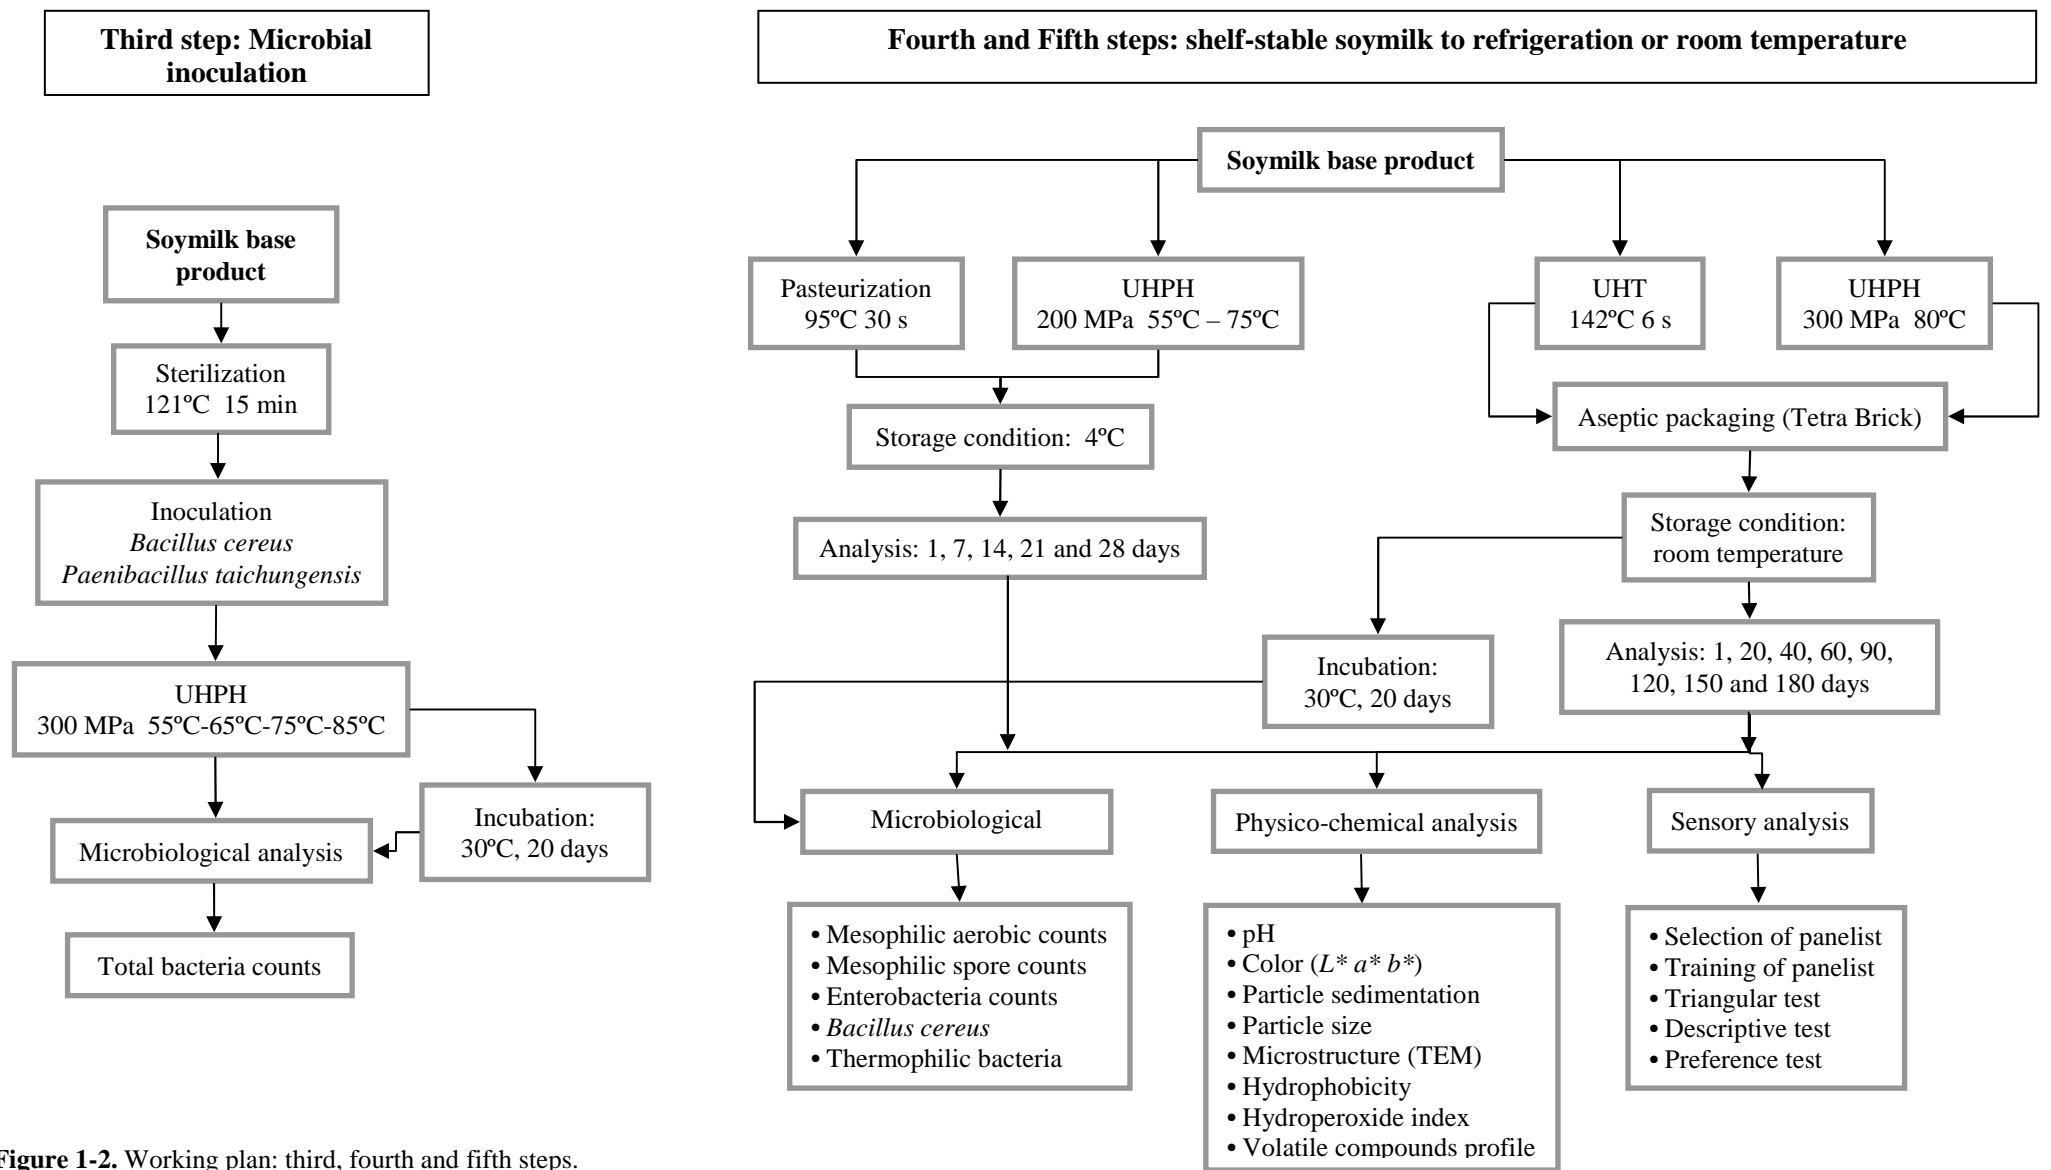 Third step: Microbial
inoculation
Soymilk base
product
Sterilization
121ºC 15 min
Inoculation
Bacillus cereus
Paenibacillus taichungensis
UHPH
300 MPa 55ºC-65ºC-75ºC-85ºC
Incubation:
30ºC, 20 days
Microbiological analysis
Total bacteria counts
Fourth and Fifth steps: shelf-stable soymilk to refrigeration or room temperature
Soymilk base product
Pasteurization
95ºC 30 s
UHPH
200 MPa 55ºC – 75ºC
UHT
142ºC 6 s
UHPH
300 MPa 80ºC
Storage condition: 4ºC
Aseptic packaging (Tetra Brick)
Analysis: 1, 7, 14, 21 and 28 days
Storage condition:
room temperature
Incubation:
30ºC, 20 days
Analysis: 1, 20, 40, 60, 90,
120, 150 and 180 days
Microbiological
Physico-chemical analysis
Sensory analysis
• Mesophilic aerobic counts
• Mesophilic spore counts
• Enterobacteria counts
• Bacillus cereus
• Thermophilic bacteria
• pH
• Color (L* a* b*)
• Particle sedimentation
• Particle size
• Microstructure (TEM)
• Hydrophobicity
• Hydroperoxide index
• Volatile compounds profile
• Selection of panelist
• Training of panelist
• Triangular test
• Descriptive test
• Preference test
Figure 1-2. Working plan: third, fourth and fifth steps.